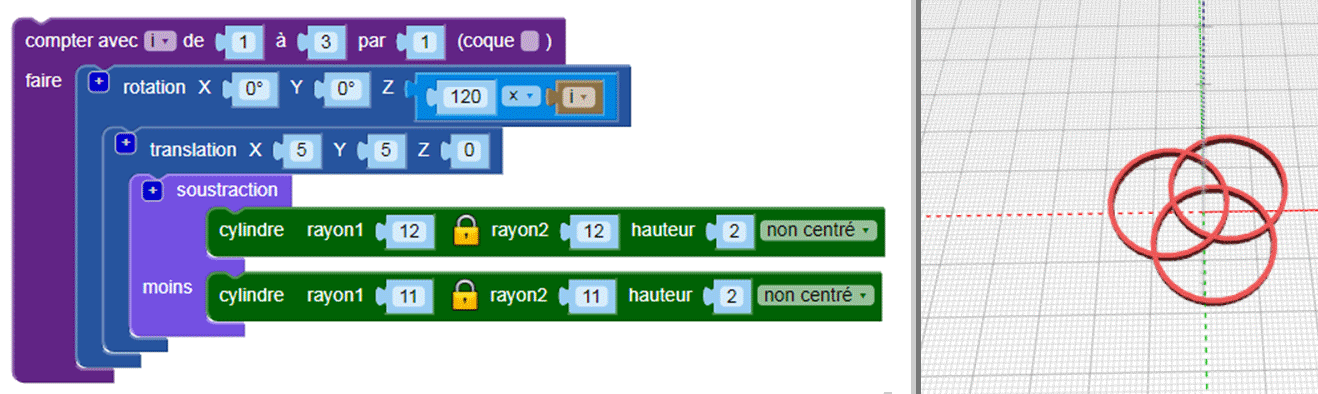 compter avec i de 1 à 3 par 1 (coque )
faire
+ rotation X 0° Y 0° Z 120 x i
+ translation X 5 Y 5 Z 0
+ soustraction
cylindre rayon1 12 rayon2 12 hauteur 2 non centré
moins
cylindre rayon1 11 rayon2 11 hauteur 2 non centré